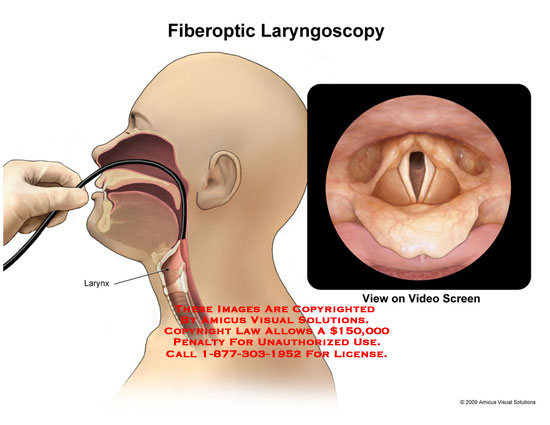 Fiberoptic Laryngoscopy
Larynx
View on Video Screen
These Images Are Copyrighted
By Amicus Visual Solutions.
Copyright Law Allows A $150,000
Penalty For Unauthorized Use.
Call 1-877-303-1952 For License.
© 2009 Amicus Visual Solutions